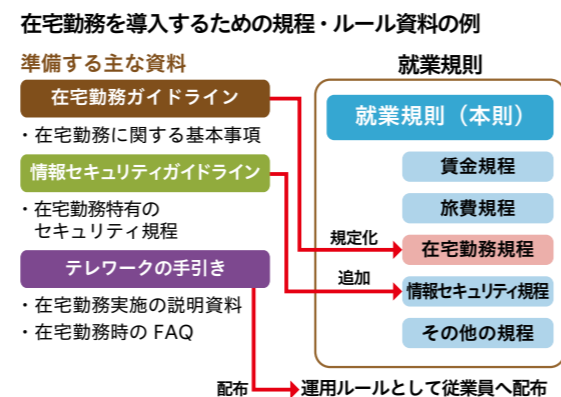 在宅勤務を導入するための規程・ルール資料の例
準備する主な資料
在宅勤務ガイドライン
・在宅勤務に関する基本事項
情報セキュリティガイドライン
・在宅勤務特有の
セキュリティ規程
テレワークの手引き
・在宅勤務実施の説明資料
・在宅勤務時の FAQ
就業規則
就業規則（本則）
賃金規程
旅費規程
規定化
在宅勤務規程
追加
情報セキュリティ規程
その他の規程
配布
運用ルールとして従業員へ配布